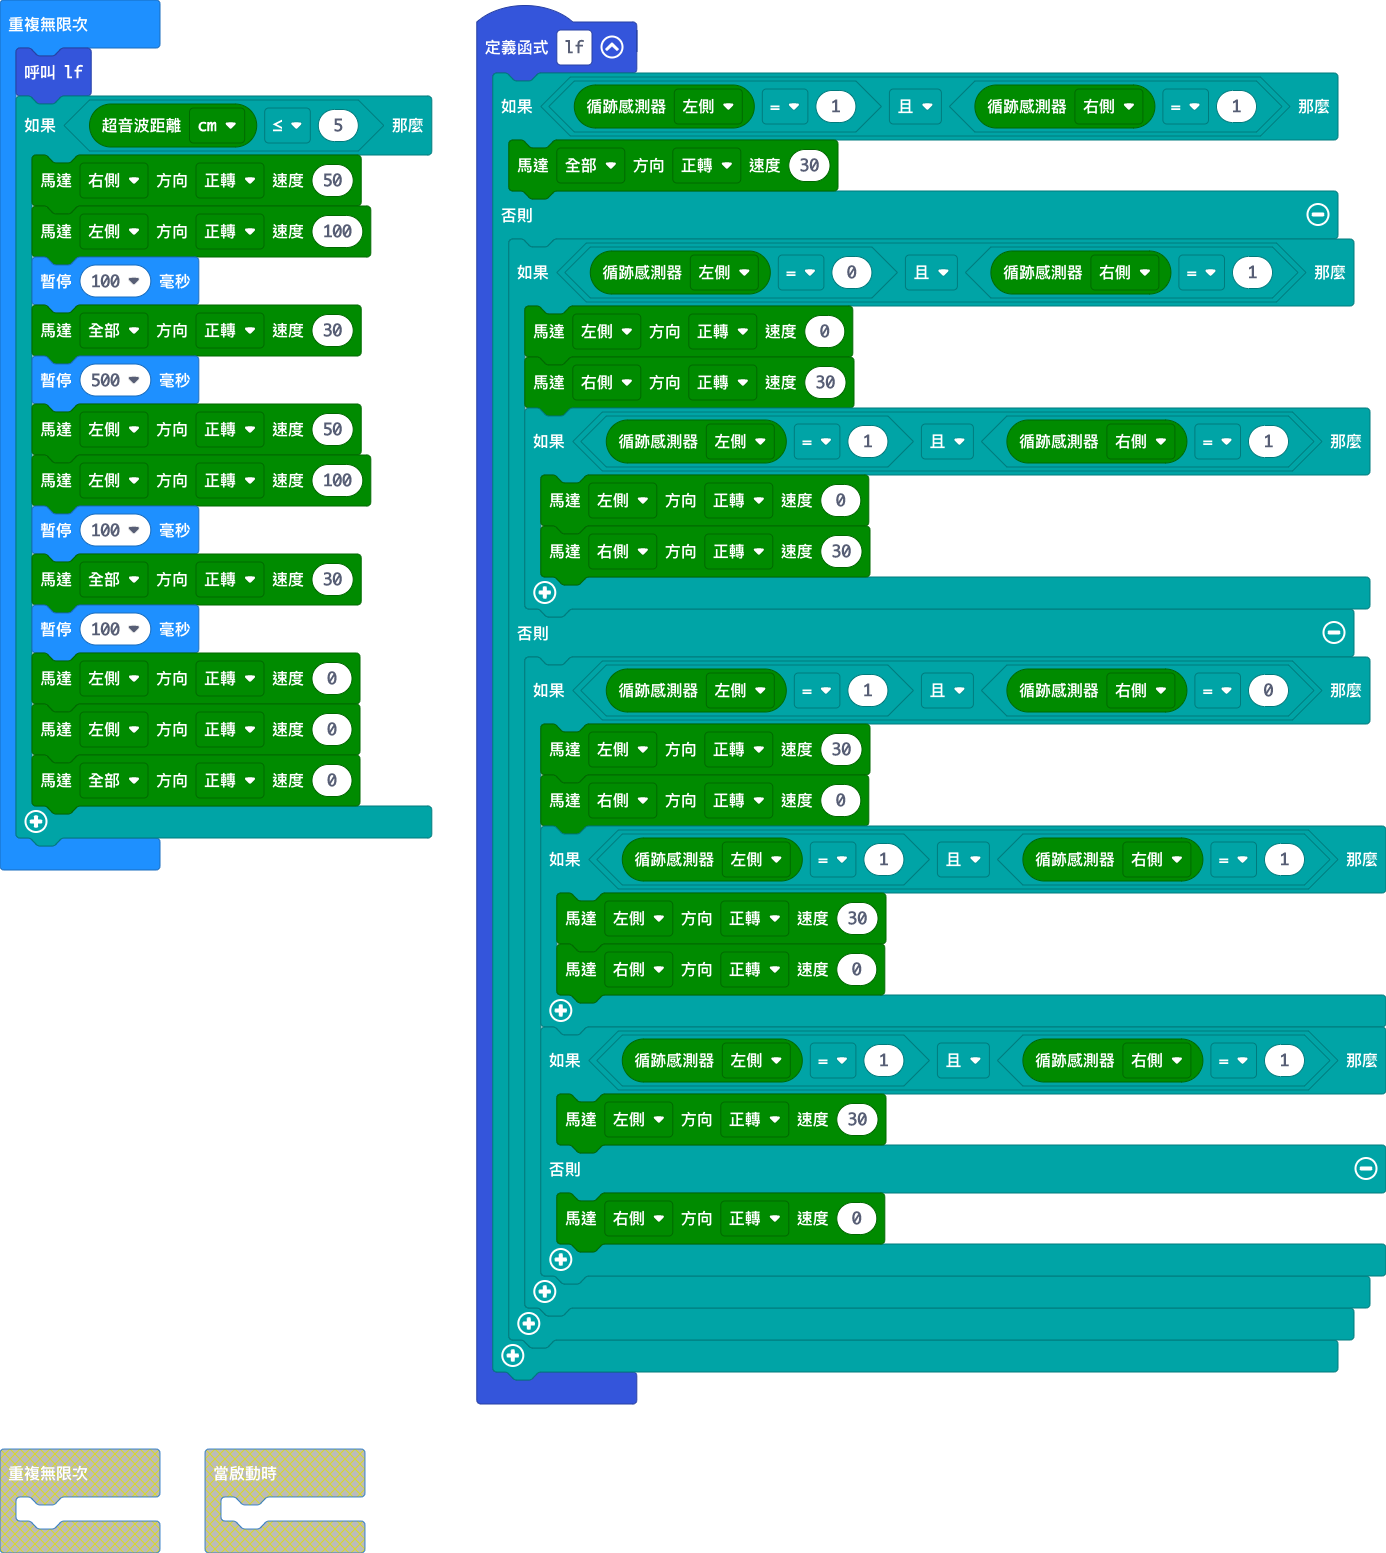 重複無限次
呼叫 lf
如果 超音波距離 cm ≤ 5 那麼
馬達 右側 方向 正轉 速度 50
馬達 左側 方向 正轉 速度 100
暫停 100 毫秒
馬達 全部 方向 正轉 速度 30
暫停 500 毫秒
馬達 左側 方向 正轉 速度 50
馬達 左側 方向 正轉 速度 100
暫停 100 毫秒
馬達 全部 方向 正轉 速度 30
暫停 100 毫秒
馬達 左側 方向 正轉 速度 0
馬達 左側 方向 正轉 速度 0
馬達 全部 方向 正轉 速度 0
定義函式 lf
如果 循跡感測器 左側 = 1 且 循跡感測器 右側 = 1 那麼
馬達 全部 方向 正轉 速度 30
否則
如果 循跡感測器 左側 = 0 且 循跡感測器 右側 = 1 那麼
馬達 左側 方向 正轉 速度 0
馬達 右側 方向 正轉 速度 30
如果 循跡感測器 左側 = 1 且 循跡感測器 右側 = 1 那麼
馬達 左側 方向 正轉 速度 0
馬達 右側 方向 正轉 速度 30
否則
如果 循跡感測器 左側 = 1 且 循跡感測器 右側 = 0 那麼
馬達 左側 方向 正轉 速度 30
馬達 右側 方向 正轉 速度 0
如果 循跡感測器 左側 = 1 且 循跡感測器 右側 = 1 那麼
馬達 左側 方向 正轉 速度 30
馬達 右側 方向 正轉 速度 0
如果 循跡感測器 左側 = 1 且 循跡感測器 右側 = 1 那麼
馬達 左側 方向 正轉 速度 30
否則
馬達 右側 方向 正轉 速度 0
重複無限次
當啟動時